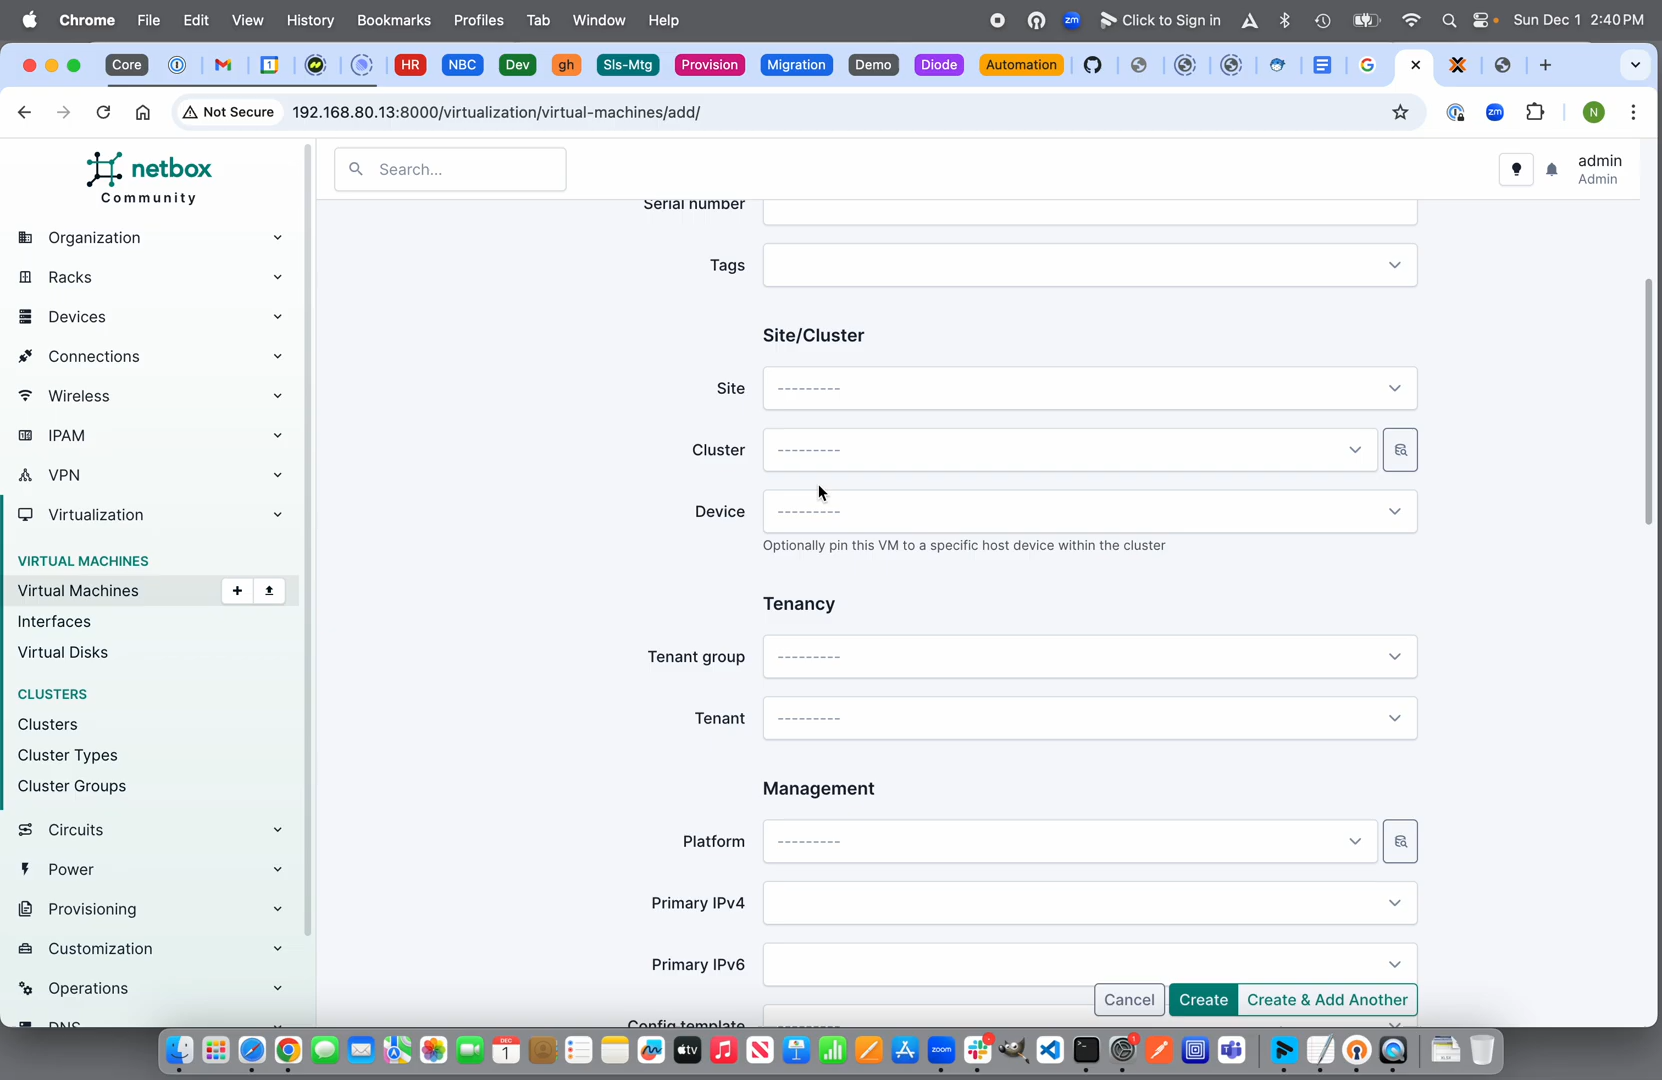 Chrome File Edit View History Bookmarks Profiles Tab Window Help
zm Click to Sign in Sun Dec 1 2:40 PM
Core HR NBC Dev gh Sls-Mtg Provision Migration Demo Diode Automation
Not Secure 192.168.80.13:8000/virtualization/virtual-machines/add/
zm N
netbox
Community
Search...
admin
Admin
Organization
Racks
Devices
Connections
Wireless
IPAM
VPN
Virtualization
VIRTUAL MACHINES
Virtual Machines
Interfaces
Virtual Disks
CLUSTERS
Clusters
Cluster Types
Cluster Groups
Circuits
Power
Provisioning
Customization
Operations
DNS
Serial number
Tags
Site/Cluster
Site ---------
Cluster ---------
Device ---------
Optionally pin this VM to a specific host device within the cluster
Tenancy
Tenant group ---------
Tenant ---------
Management
Platform ---------
Primary IPv4
Primary IPv6
Cancel Create Create & Add Another
Config template ---------